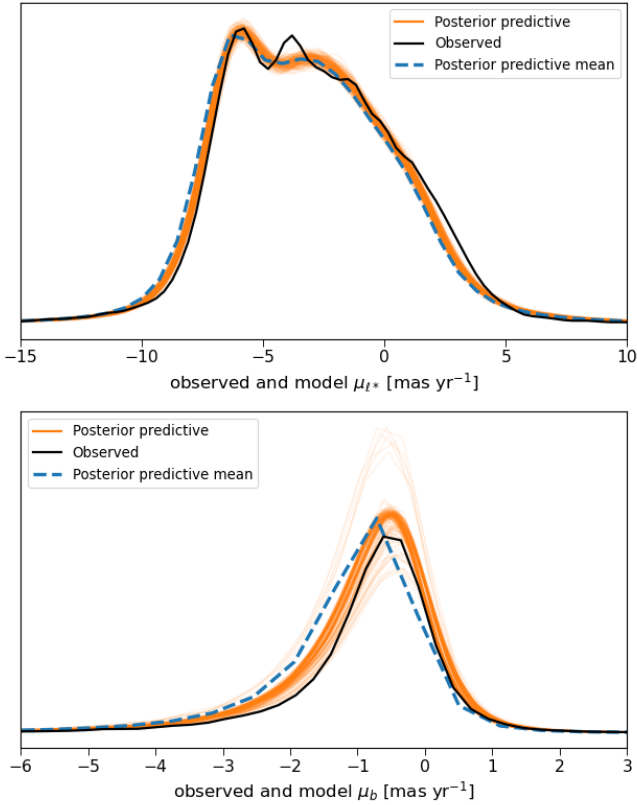 Posterior predictive
Observed
Posterior predictive mean
−15 −10 −5 0 5 10
observed and model μℓ* [mas yr⁻¹]
Posterior predictive
Observed
Posterior predictive mean
−6 −5 −4 −3 −2 −1 0 1 2 3
observed and model μb [mas yr⁻¹]